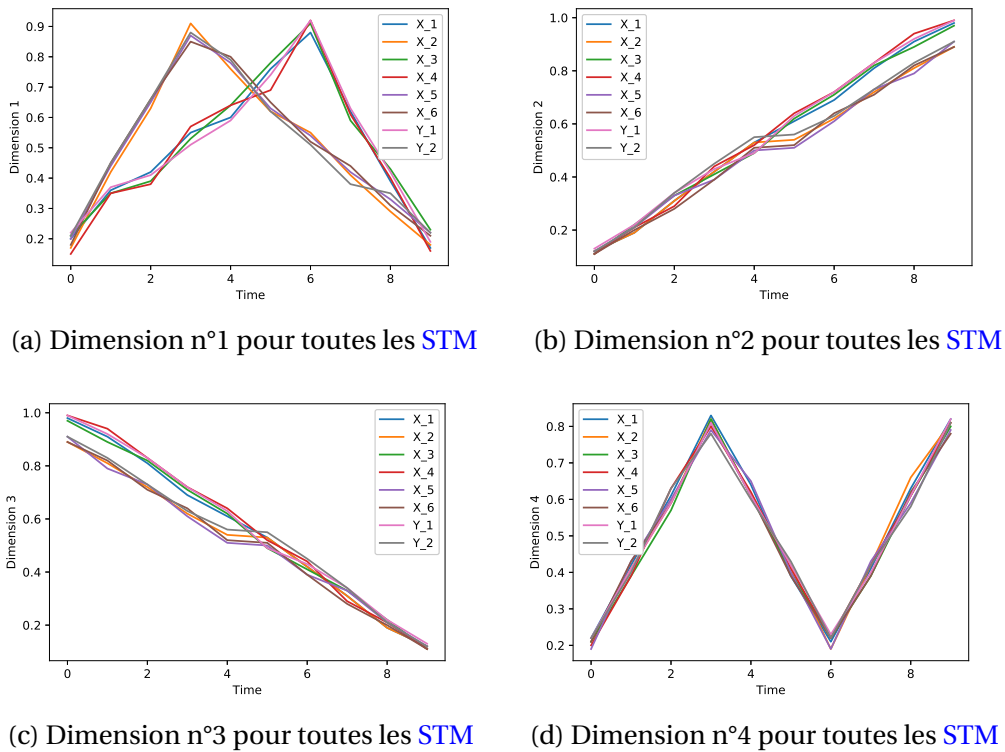 0.9
0.8
0.7
0.6
0.5
0.4
0.3
0.2
Dimension 1
0 2 4 6 8
Time
X_1
X_2
X_3
X_4
X_5
X_6
Y_1
Y_2
(a) Dimension n°1 pour toutes les STM
1.0
0.8
0.6
0.4
0.2
Dimension 2
0 2 4 6 8
Time
X_1
X_2
X_3
X_4
X_5
X_6
Y_1
Y_2
(b) Dimension n°2 pour toutes les STM
1.0
0.8
0.6
0.4
0.2
Dimension 3
0 2 4 6 8
Time
X_1
X_2
X_3
X_4
X_5
X_6
Y_1
Y_2
(c) Dimension n°3 pour toutes les STM
0.8
0.7
0.6
0.5
0.4
0.3
0.2
Dimension 4
0 2 4 6 8
Time
X_1
X_2
X_3
X_4
X_5
X_6
Y_1
Y_2
(d) Dimension n°4 pour toutes les STM